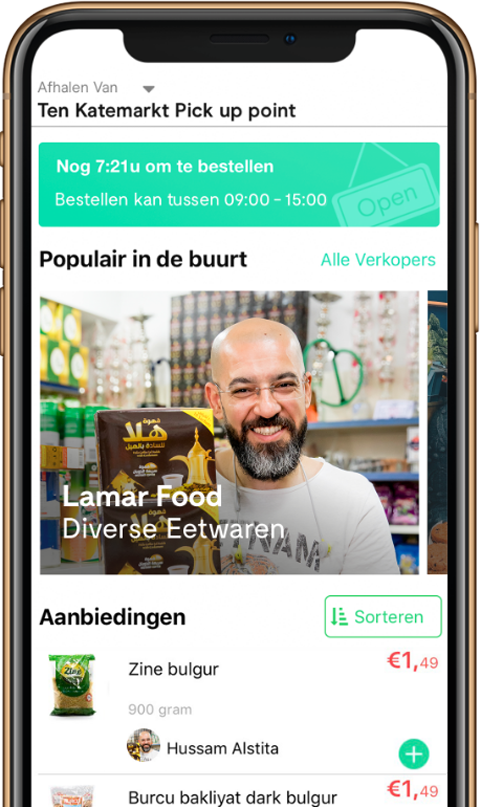 Afhalen Van
Ten Katemarkt Pick up point
Nog 7:21u om te bestellen
Bestellen kan tussen 09:00 - 15:00
Open
Populair in de buurt
Alle Verkopers
قهوة
هلا
Lamar Food
Diverse Eetwaren
Aanbiedingen
Sorteren
Zine bulgur
€1,49
900 gram
Hussam Alstita
Burcu bakliyat dark bulgur
€1,49